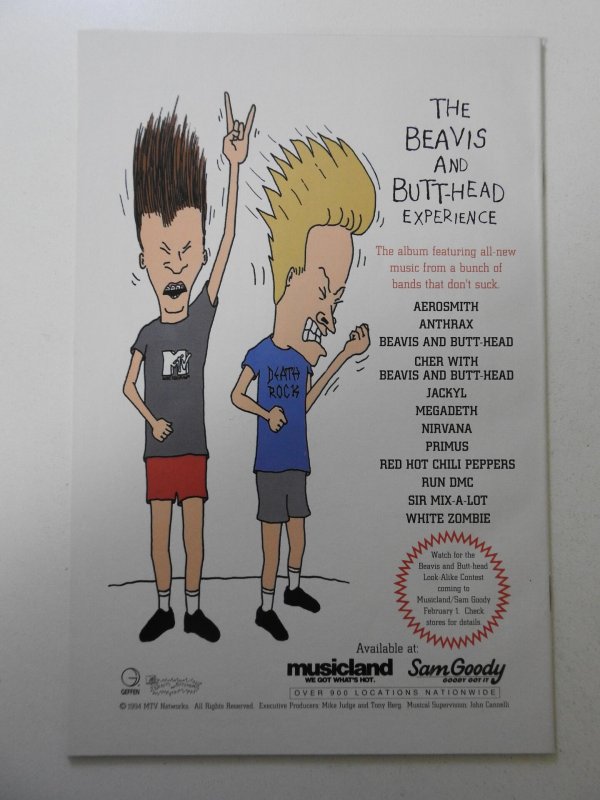 THE
BEAVIS
AND
BUTT-HEAD
EXPERIENCE
The album featuring all-new
music from a bunch of
bands that don't suck.
AEROSMITH
ANTHRAX
BEAVIS AND BUTT-HEAD
CHER WITH
BEAVIS AND BUTT-HEAD
JACKYL
MEGADETH
NIRVANA
PRIMUS
RED HOT CHILI PEPPERS
RUN DMC
SIR MIX-A-LOT
WHITE ZOMBIE
MTV
DEATH
ROCK
Watch for the
Beavis and Butt-head
Look-Alike Contest
coming to
Musicland/Sam Goody
February 1. Check
stores for details
Available at:
musicland
WE GOT WHAT'S HOT.
Sam Goody
GOODY GOT IT
OVER 900 LOCATIONS NATIONWIDE
GEFFEN
© 1994 MTV Networks. All Rights Reserved. Executive Producers: Mike Judge and Tony Berg. Musical Supervision: John Cannelli